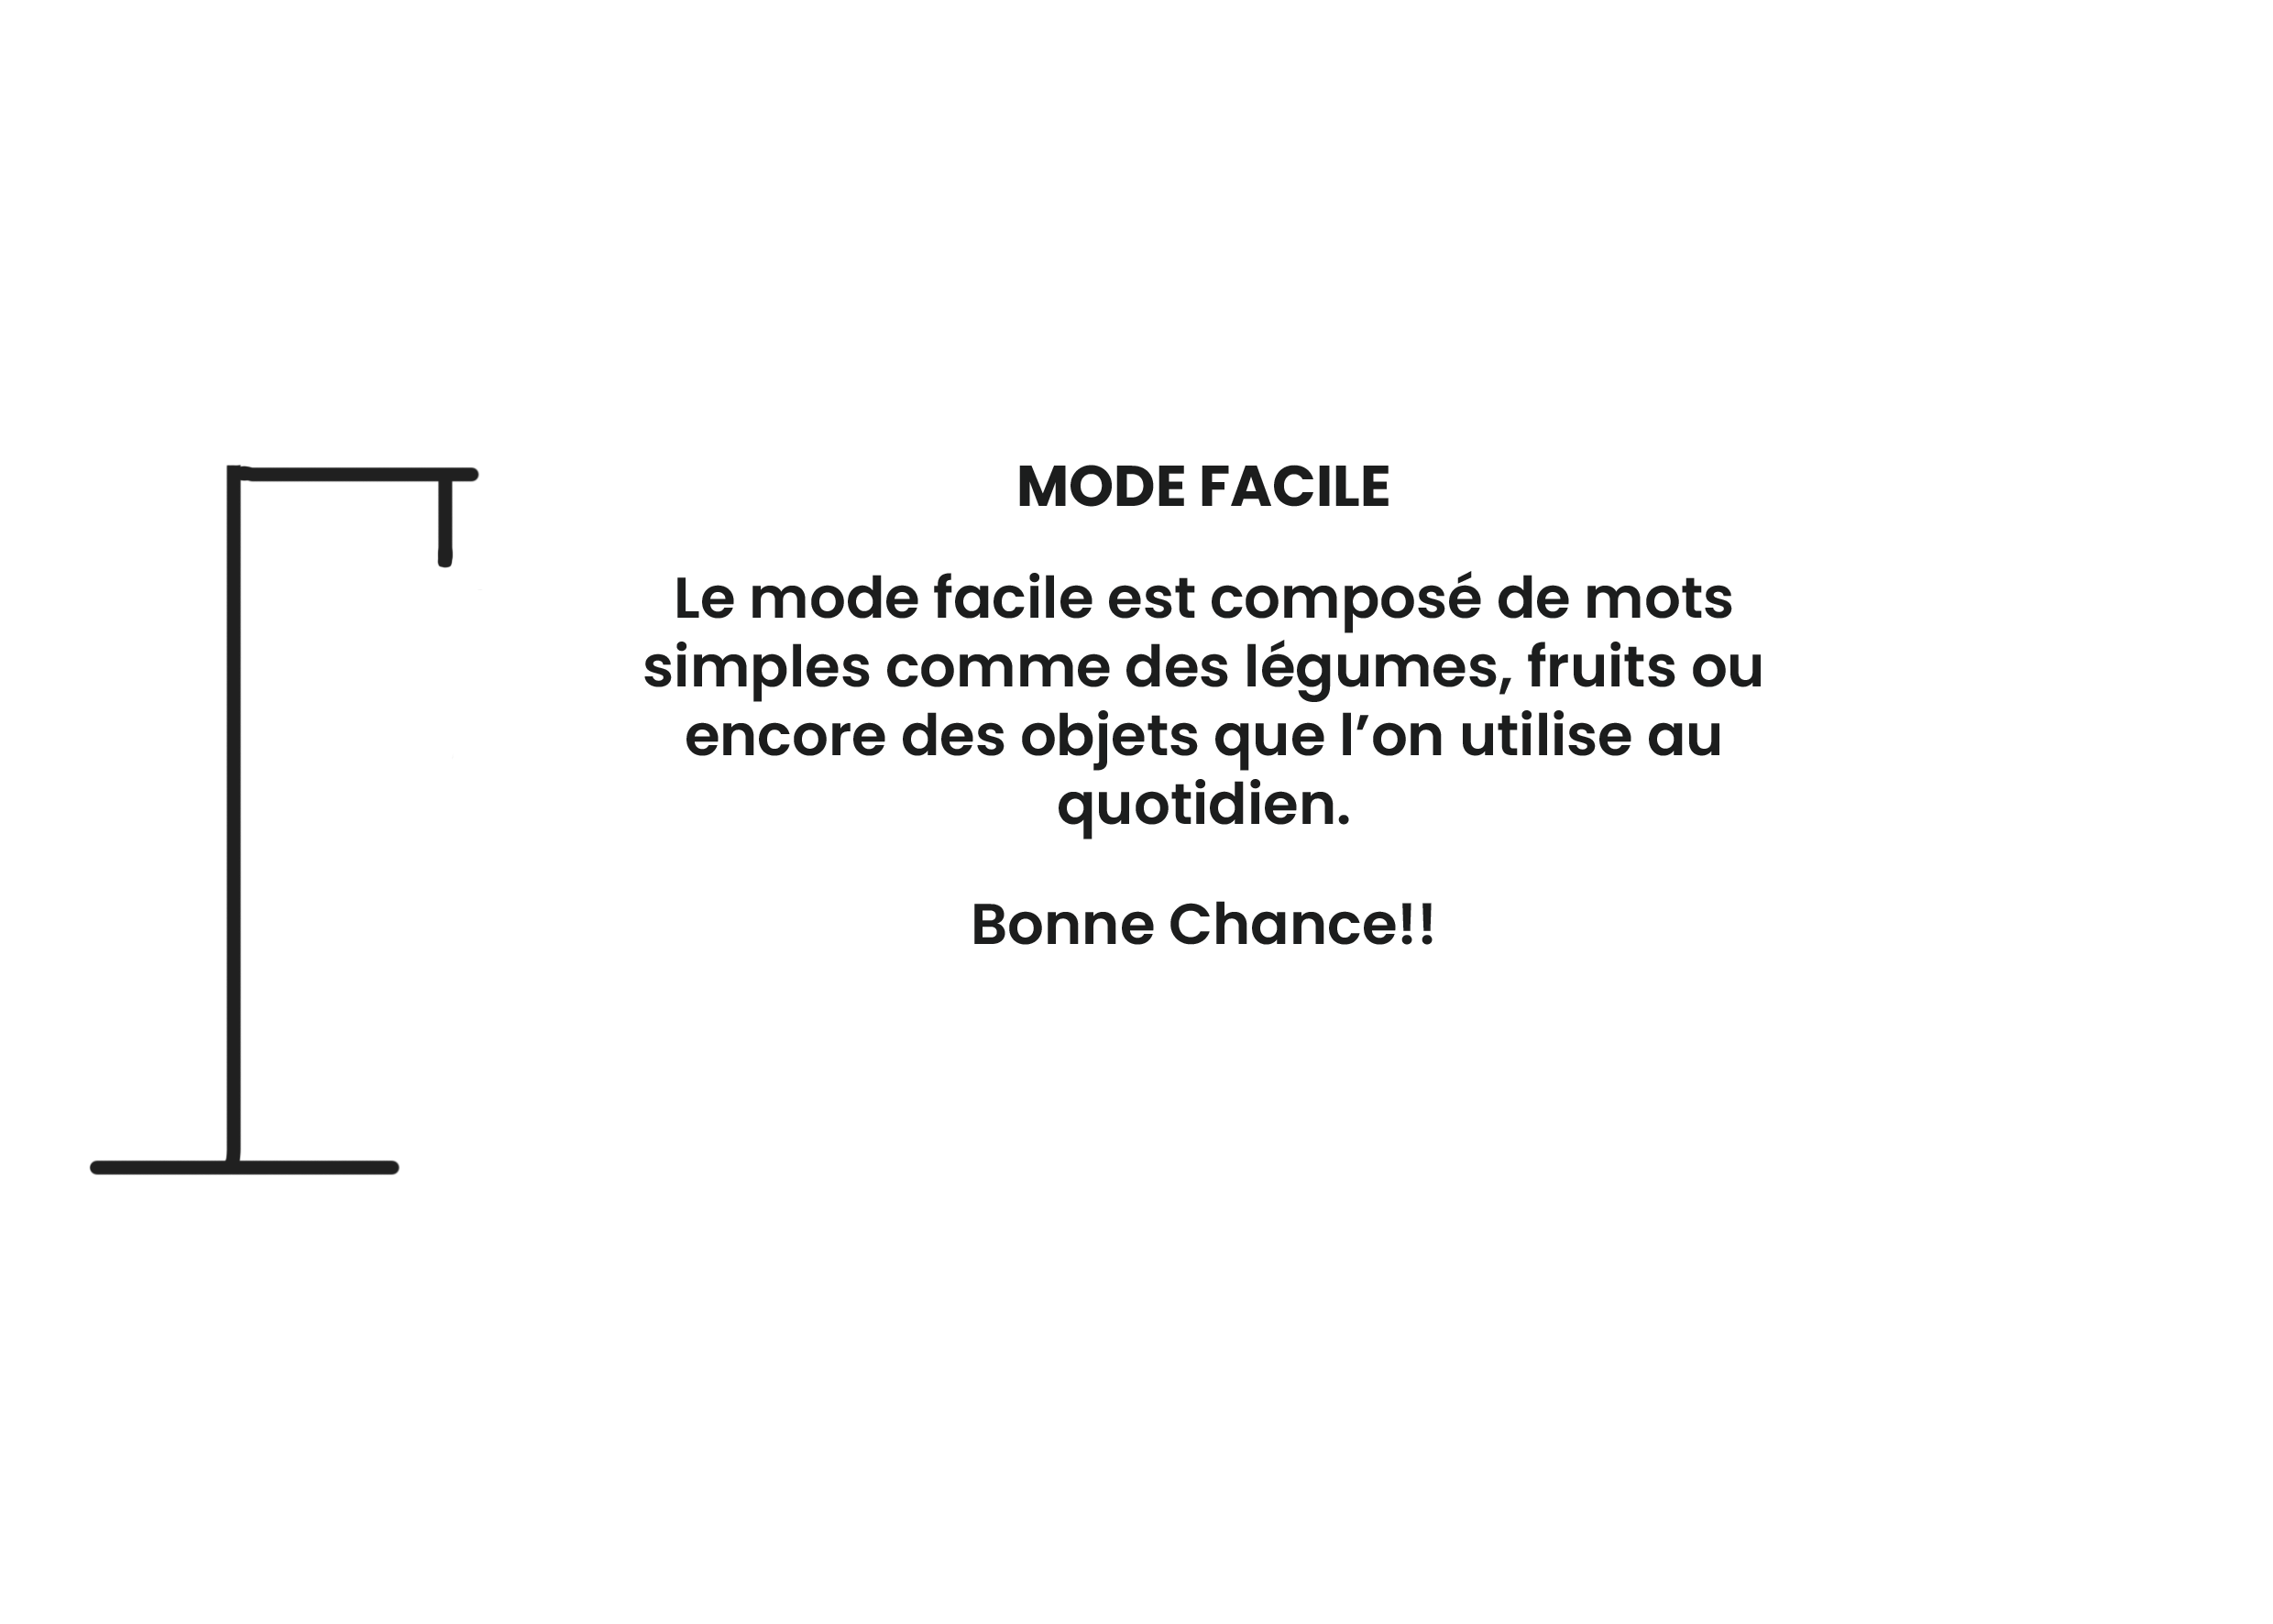 MODE FACILE
Le mode facile est composé de mots
simples comme des légumes, fruits ou
encore des objets que l’on utilise au
quotidien.
Bonne Chance!!